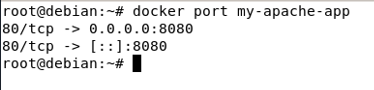 root@debian:~# docker port my-apache-app
80/tcp -> 0.0.0.0:8080
80/tcp -> [::]:8080
root@debian:~#